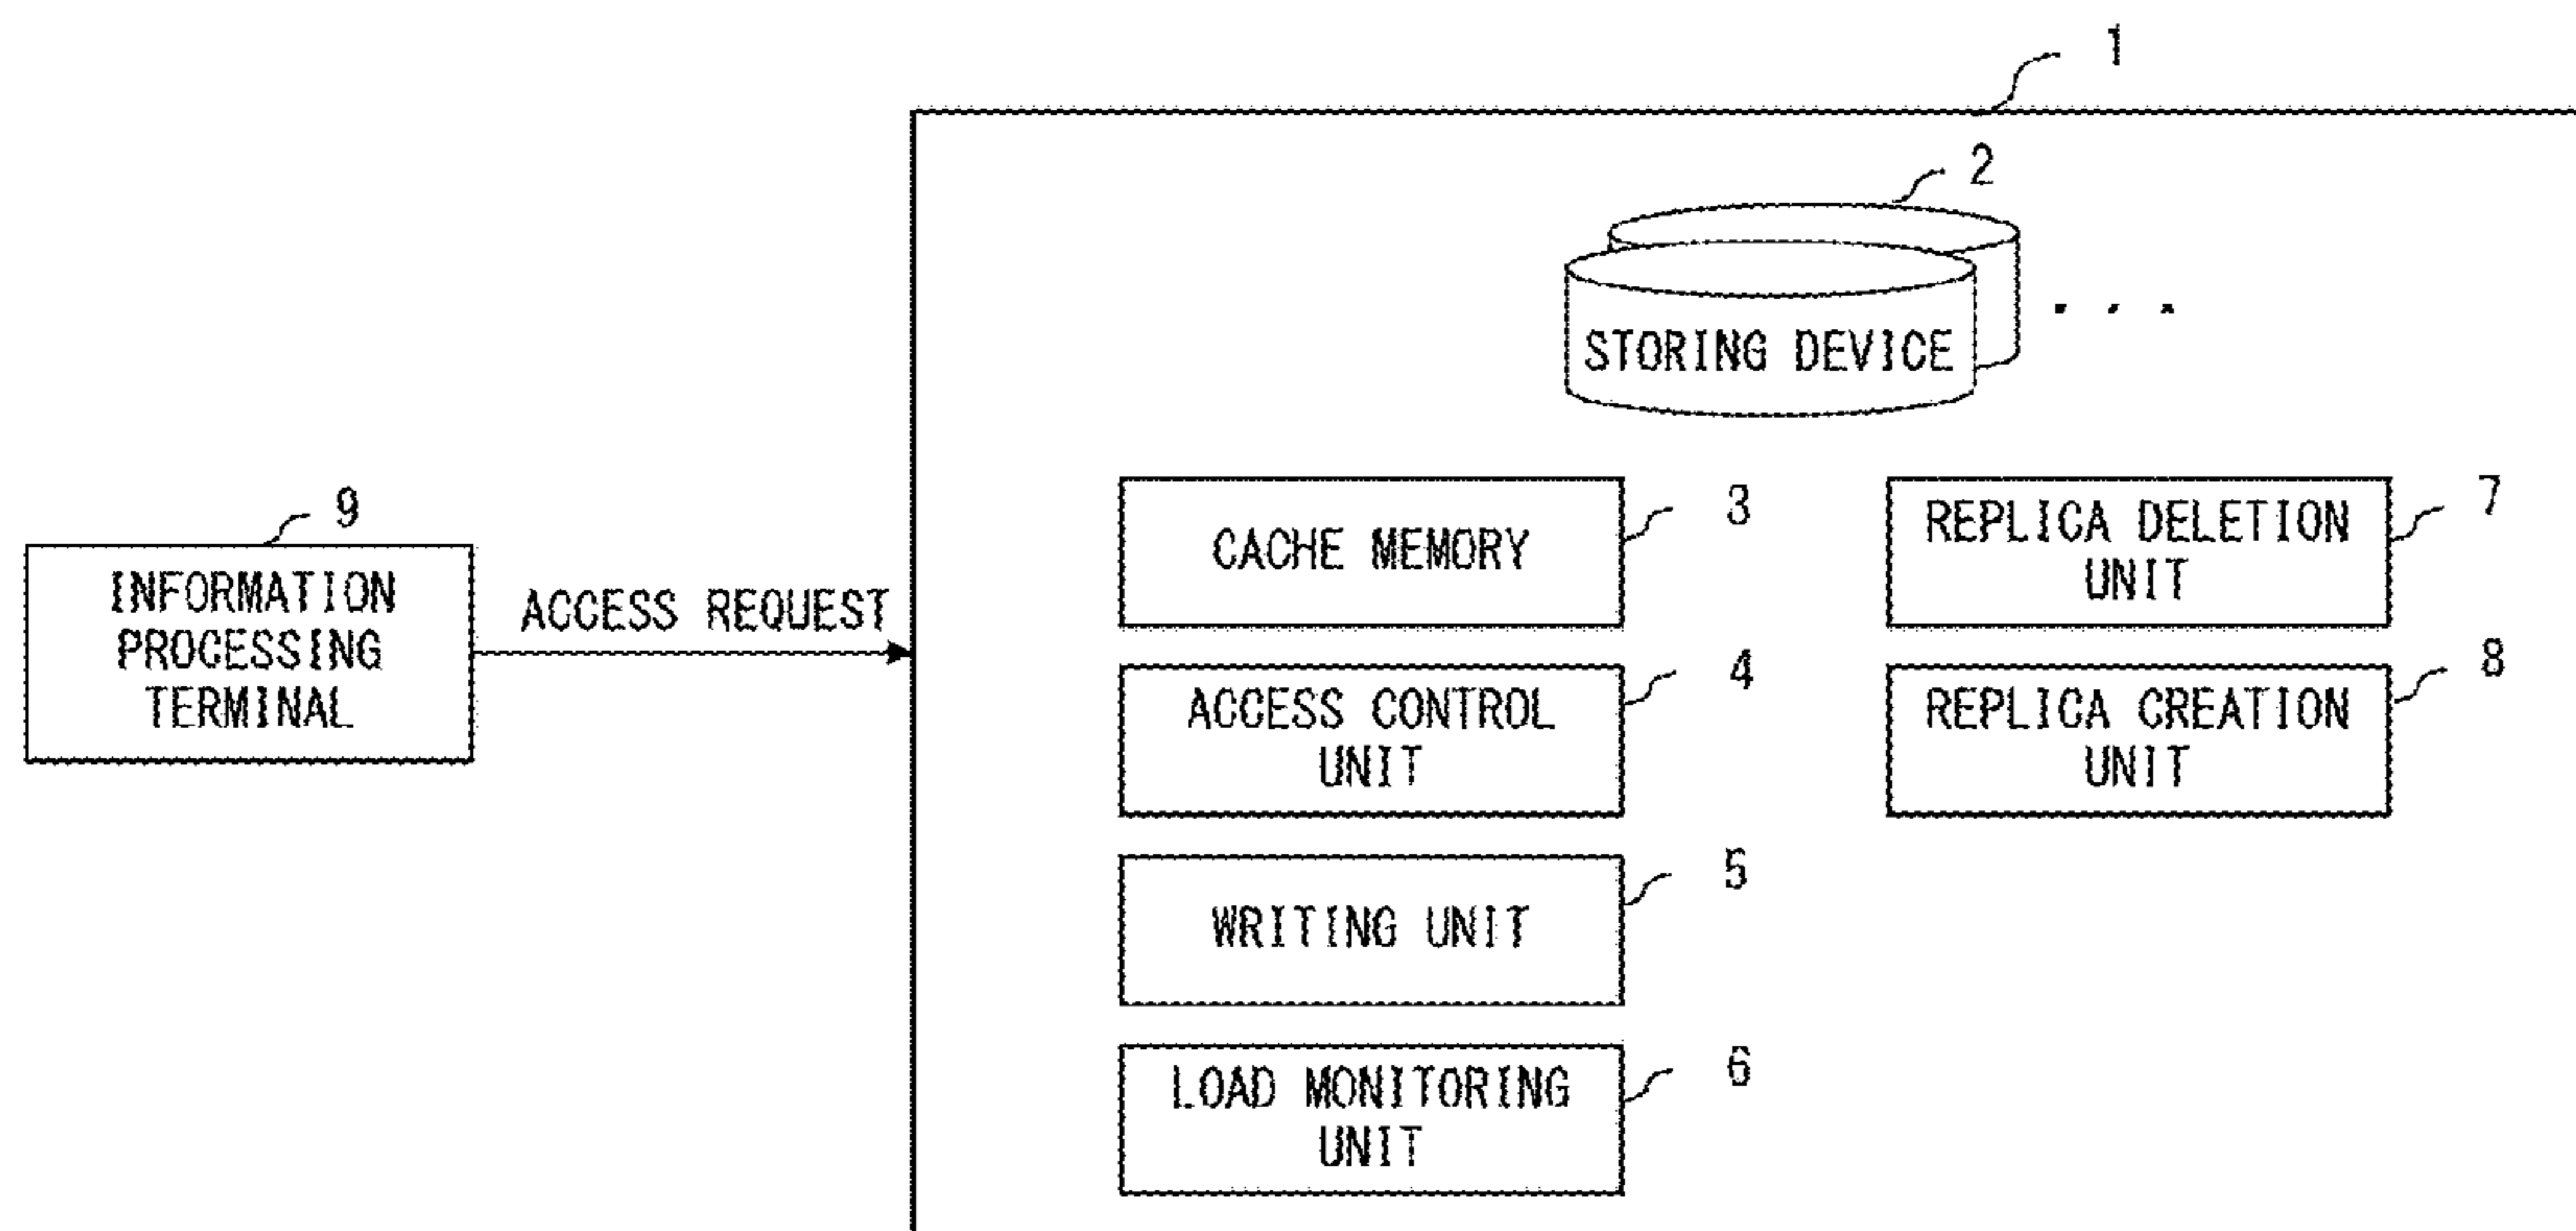 1
2
STORING DEVICE
. . .
3
CACHE MEMORY
7
REPLICA DELETION
UNIT
9
INFORMATION
PROCESSING
TERMINAL
ACCESS REQUEST
4
ACCESS CONTROL
UNIT
8
REPLICA CREATION
UNIT
5
WRITING UNIT
6
LOAD MONITORING
UNIT